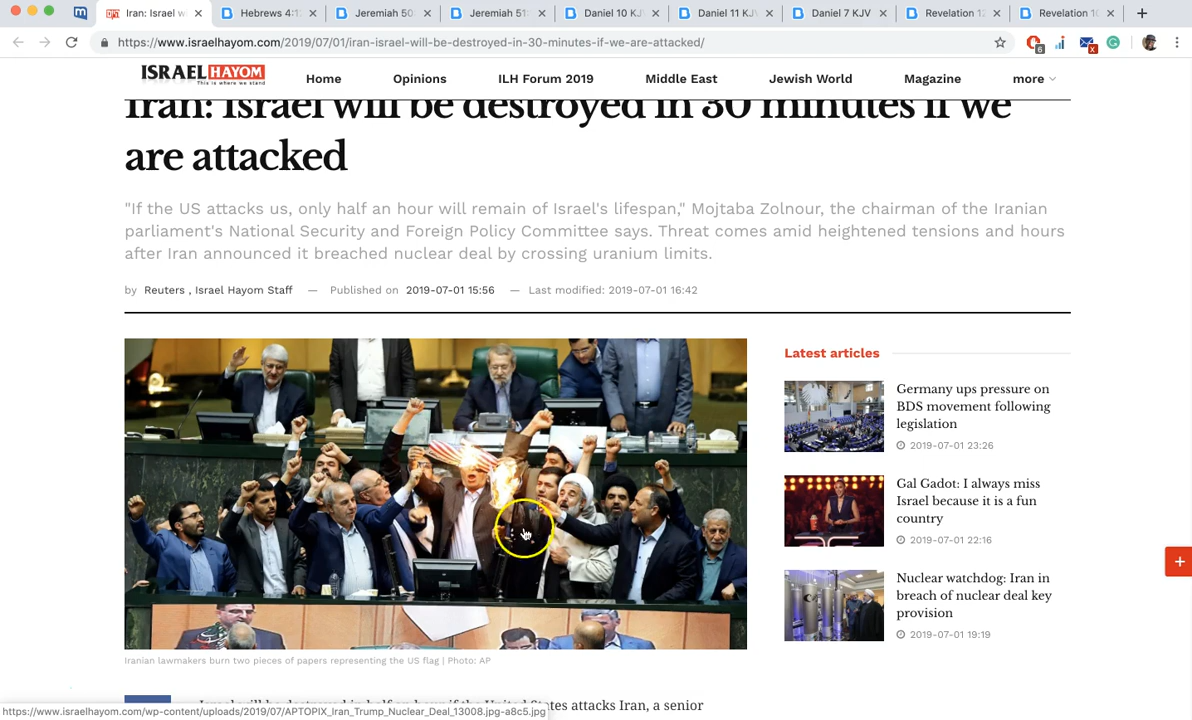 Iran: Israel w
Hebrews 4:1
Jeremiah 50
Jeremiah 51
Daniel 10 KJ
Daniel 11 KJV
Daniel 7 KJV
Revelation 12
Revelation 1
https://www.israelhayom.com/2019/07/01/iran-israel-will-be-destroyed-in-30-minutes-if-we-are-attacked/
6
x
ISRAEL HAYOM
This is where we stand
Home
Opinions
ILH Forum 2019
Middle East
Jewish World
Magazine
more
Iran: Israel will be destroyed in 30 minutes if we
are attacked
"If the US attacks us, only half an hour will remain of Israel's lifespan," Mojtaba Zolnour, the chairman of the Iranian
parliament's National Security and Foreign Policy Committee says. Threat comes amid heightened tensions and hours
after Iran announced it breached nuclear deal by crossing uranium limits.
by Reuters , Israel Hayom Staff — Published on 2019-07-01 15:56 — Last modified: 2019-07-01 16:42
Iranian lawmakers burn two pieces of papers representing the US flag | Photo: AP
Latest articles
Germany ups pressure on
BDS movement following
legislation
2019-07-01 23:26
Gal Gadot: I always miss
Israel because it is a fun
country
2019-07-01 22:16
Nuclear watchdog: Iran in
breach of nuclear deal key
provision
2019-07-01 19:19
+
Israel will be destroyed in half an hour if the United States attacks Iran, a senior
https://www.israelhayom.com/wp-content/uploads/2019/07/APTOPIX_Iran_Trump_Nuclear_Deal_13008.jpg-a8c5.jpg